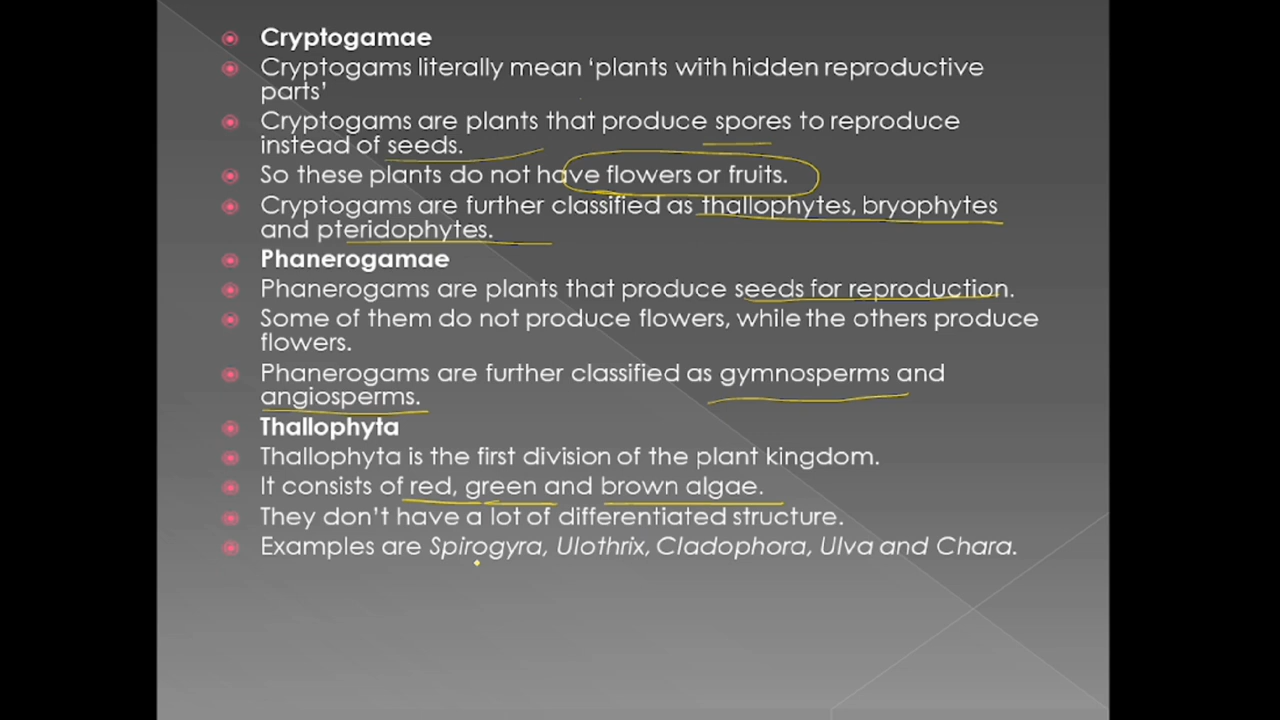 Cryptogamae
Cryptogams literally mean ‘plants with hidden reproductive
parts’
Cryptogams are plants that produce spores to reproduce
instead of seeds.
So these plants do not have flowers or fruits.
Cryptogams are further classified as thallophytes, bryophytes
and pteridophytes.
Phanerogamae
Phanerogams are plants that produce seeds for reproduction.
Some of them do not produce flowers, while the others produce
flowers.
Phanerogams are further classified as gymnosperms and
angiosperms.
Thallophyta
Thallophyta is the first division of the plant kingdom.
It consists of red, green and brown algae.
They don’t have a lot of differentiated structure.
Examples are Spirogyra, Ulothrix, Cladophora, Ulva and Chara.